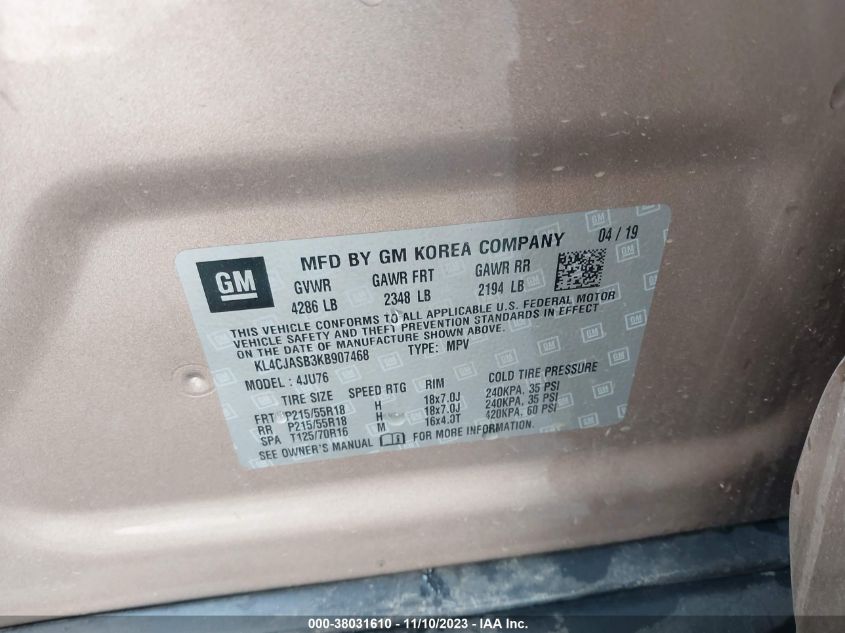 GM
MFD BY GM KOREA COMPANY 04 / 19
GVWR GAWR FRT GAWR RR
4286 LB 2348 LB 2194 LB
THIS VEHICLE CONFORMS TO ALL APPLICABLE U.S. FEDERAL MOTOR
VEHICLE SAFETY AND THEFT PREVENTION STANDARDS IN EFFECT
ON THE DATE OF MANUFACTURE SHOWN ABOVE.
KL4CJASB3KB907468 TYPE: MPV
MODEL : 4JU76
TIRE SIZE SPEED RTG RIM COLD TIRE PRESSURE
FRT P215/55R18 H 18x7.0J 240KPA, 35 PSI
RR P215/55R18 H 18x7.0J 240KPA, 35 PSI
SPA T125/70R16 M 16x4.0T 420KPA, 60 PSI
SEE OWNER'S MANUAL FOR MORE INFORMATION.
000-38031610 - 11/10/2023 - IAA Inc.